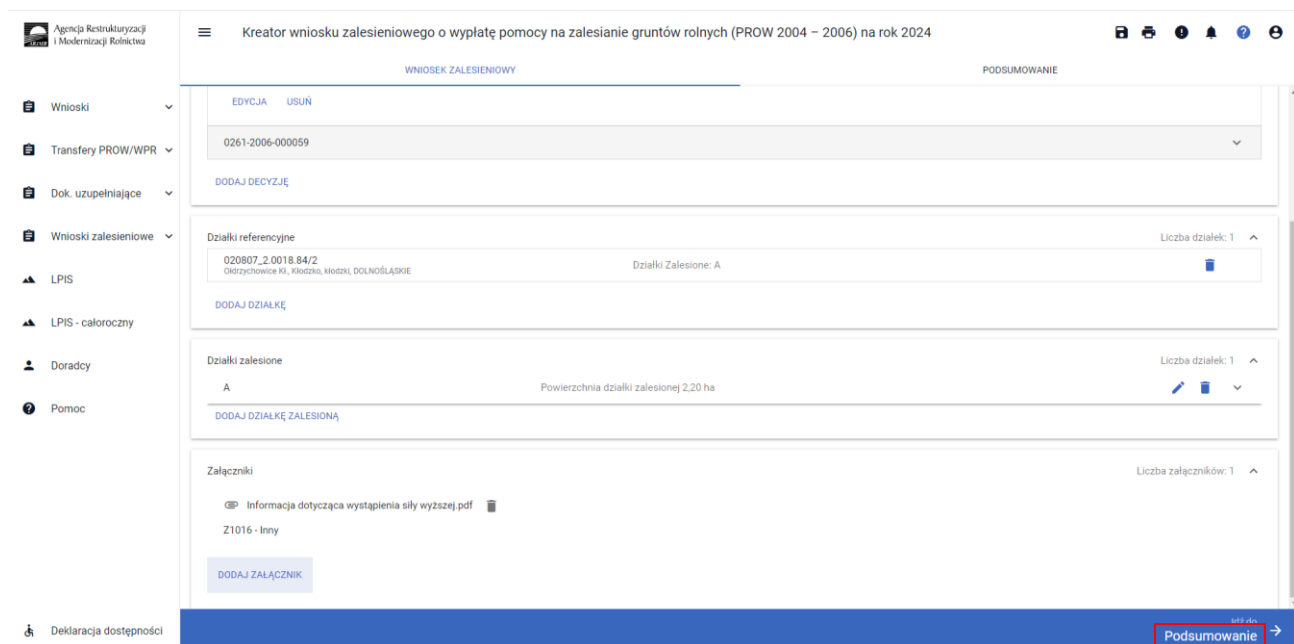 Agencja Restrukturyzacji
i Modernizacji Rolnictwa
Kreator wniosku zalesieniowego o wypłatę pomocy na zalesianie gruntów rolnych (PROW 2004 – 2006) na rok 2024
WNIOSEK ZALESIENIOWY
PODSUMOWANIE
Wnioski
Transfery PROW/WPR
Dok. uzupełniające
Wnioski zalesieniowe
LPIS
LPIS - całoroczny
Doradcy
Pomoc
Deklaracja dostępności
EDYCJA USUŃ
0261-2006-000059
DODAJ DECYZJĘ
Działki referencyjne
Liczba działek: 1
020807_2.0018.84/2
Ołdrzychowice Kł., Kłodzko, kłodzki, DOLNOŚLĄSKIE
Działki Zalesione: A
DODAJ DZIAŁKĘ
Działki zalesione
Liczba działek: 1
A
Powierzchnia działki zalesionej 2,20 ha
DODAJ DZIAŁKĘ ZALESIONĄ
Załączniki
Liczba załączników: 1
Informacja dotycząca wystąpienia siły wyższej.pdf
Z1016 - Inny
DODAJ ZAŁĄCZNIK
Idź do
Podsumowanie